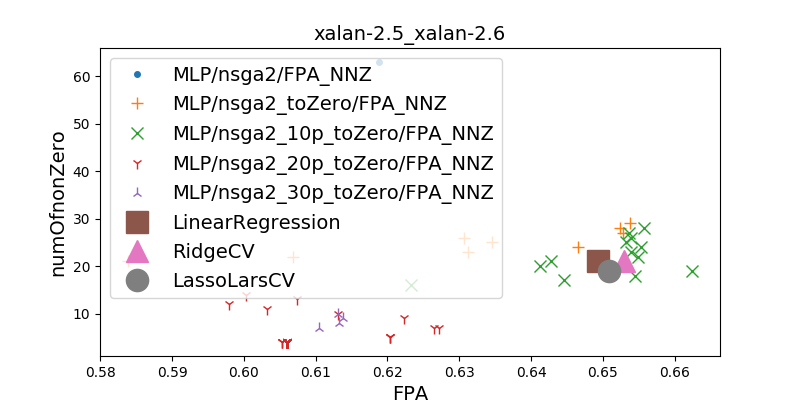 xalan-2.5_xalan-2.6
60
50
40
30
20
10
numOfnonZero
MLP/nsga2/FPA_NNZ
MLP/nsga2_toZero/FPA_NNZ
MLP/nsga2_10p_toZero/FPA_NNZ
MLP/nsga2_20p_toZero/FPA_NNZ
MLP/nsga2_30p_toZero/FPA_NNZ
LinearRegression
RidgeCV
LassoLarsCV
0.58 0.59 0.60 0.61 0.62 0.63 0.64 0.65 0.66
FPA